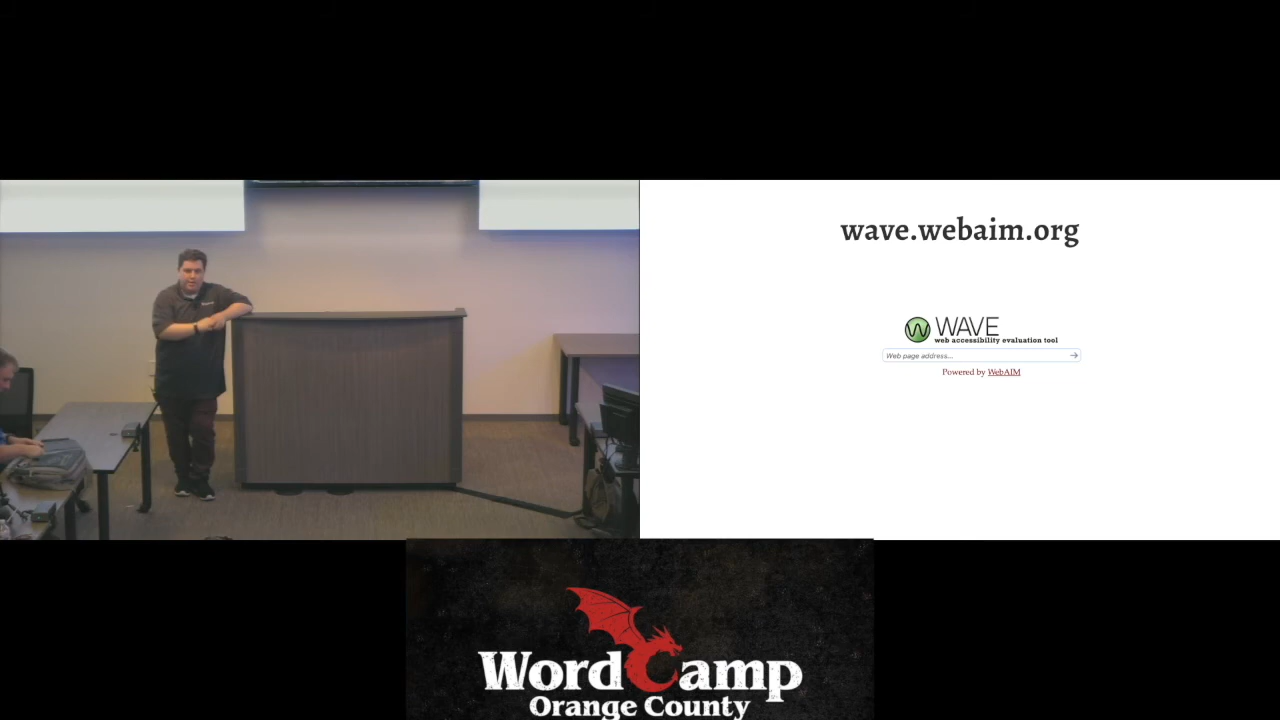 wave.webaim.org
WAVE
web accessibility evaluation tool
Web page address...
Powered by WebAIM
WordCamp
Orange County